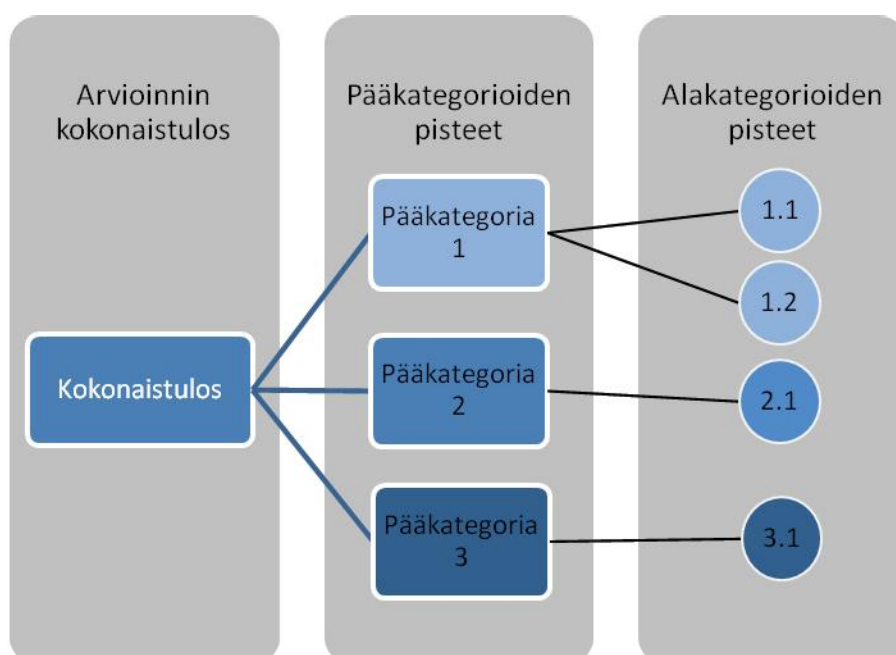 Arvioinnin
kokonaistulos
Pääkategorioiden
pisteet
Alakategorioiden
pisteet
Kokonaistulos
Pääkategoria
1
Pääkategoria
2
Pääkategoria
3
1.1
1.2
2.1
3.1